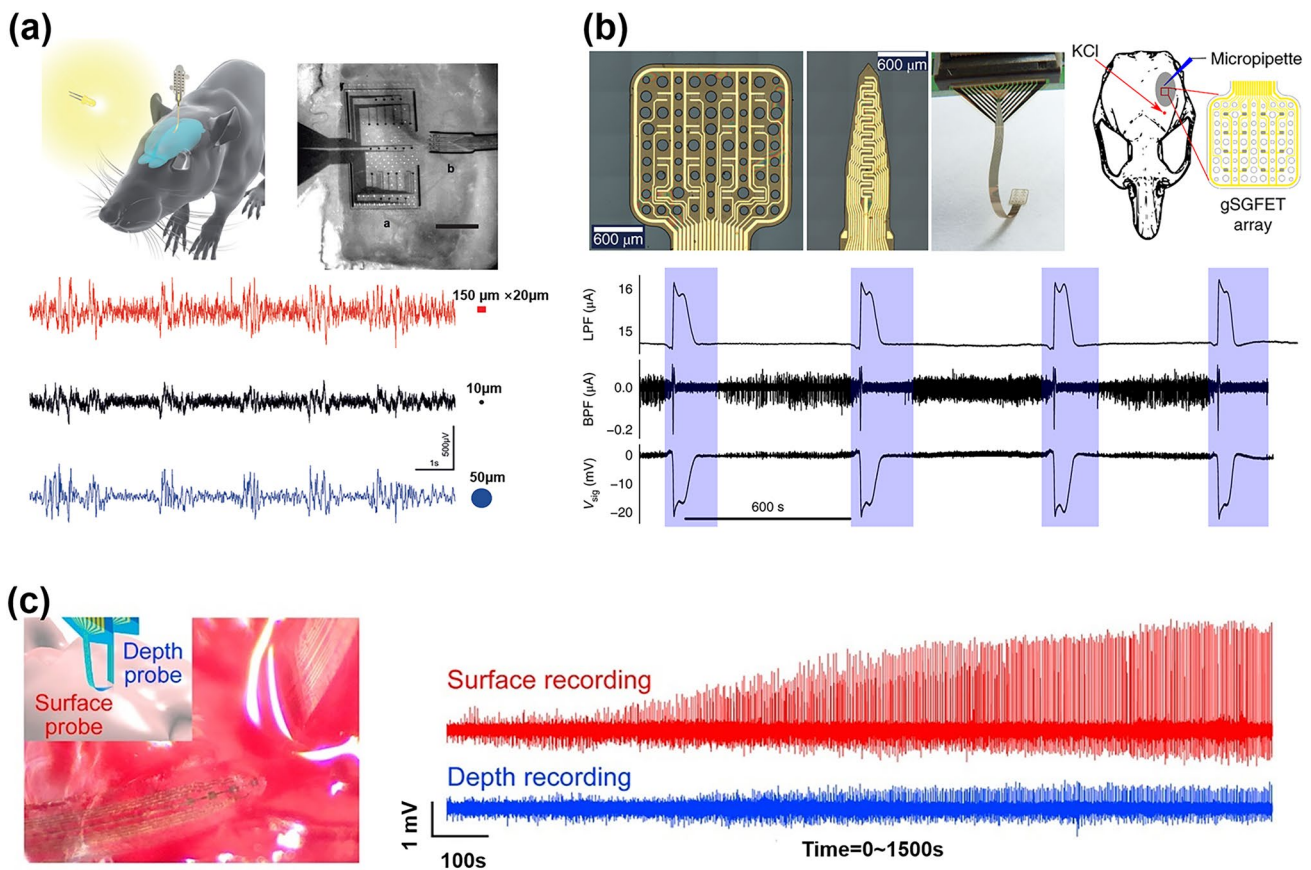 (a)
a
b
150 μm ×20μm
10μm
500μV
1s
50μm
(b)
600 μm
600 μm
KCl
Micropipette
gSGFET
array
LPF (μA)
16
15
BPF (μA)
0.0
−0.2
Vsig (mV)
0
−10
−20
600 s
(c)
Depth
probe
Surface
probe
Surface recording
Depth recording
1 mV
100s
Time=0~1500s